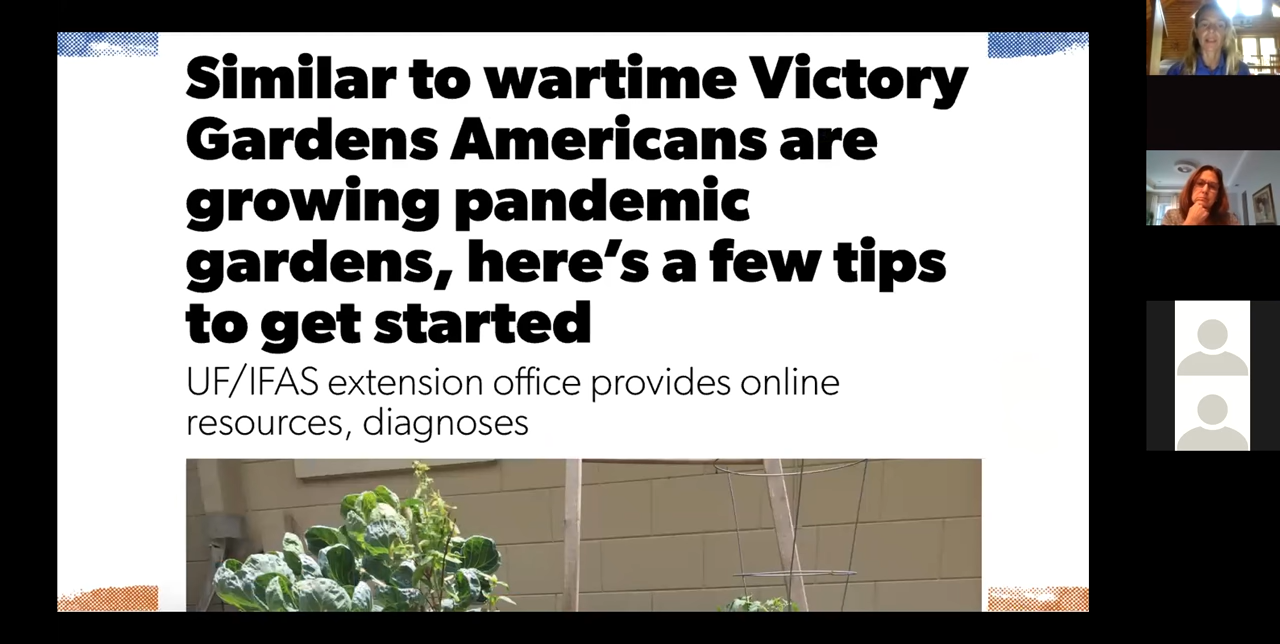 Similar to wartime Victory
Gardens Americans are
growing pandemic
gardens, here’s a few tips
to get started
UF/IFAS extension office provides online
resources, diagnoses